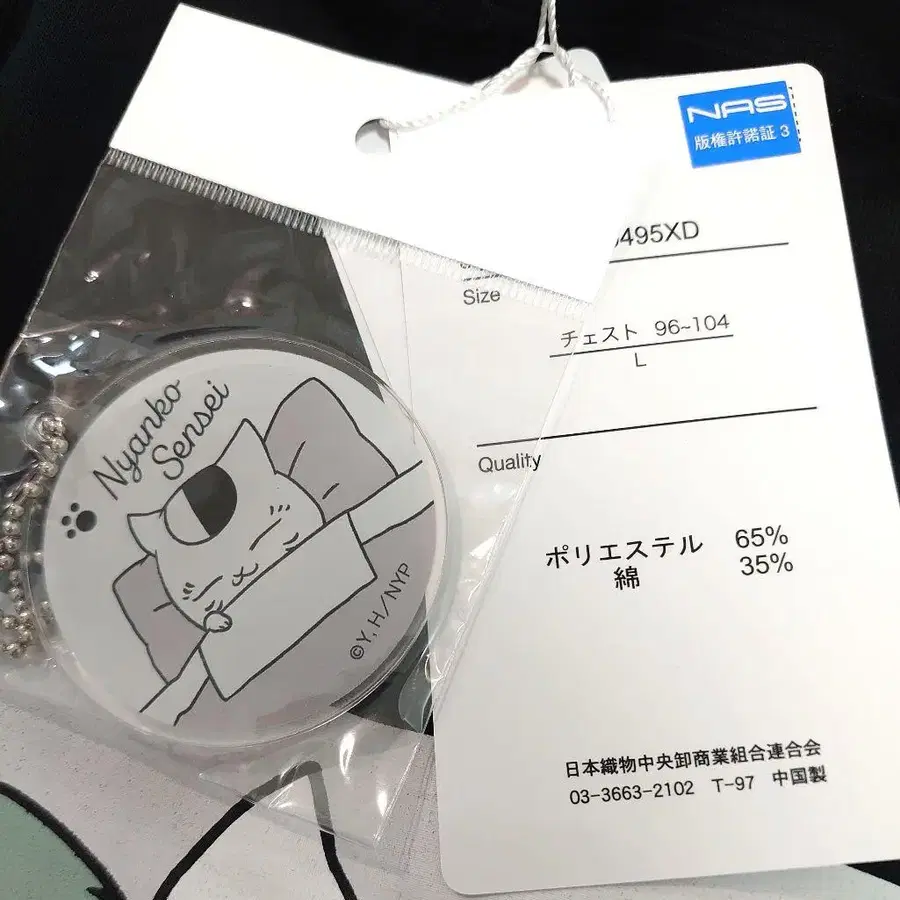 Nyanko
Sensei
©Y, H/NYP
NAS
版権許諾証 3
495XD
Size
チェスト 96~104
L
Quality
ポリエステル 65%
綿 35%
日本織物中央卸商業組合連合会
03-3663-2102 T-97 中国製